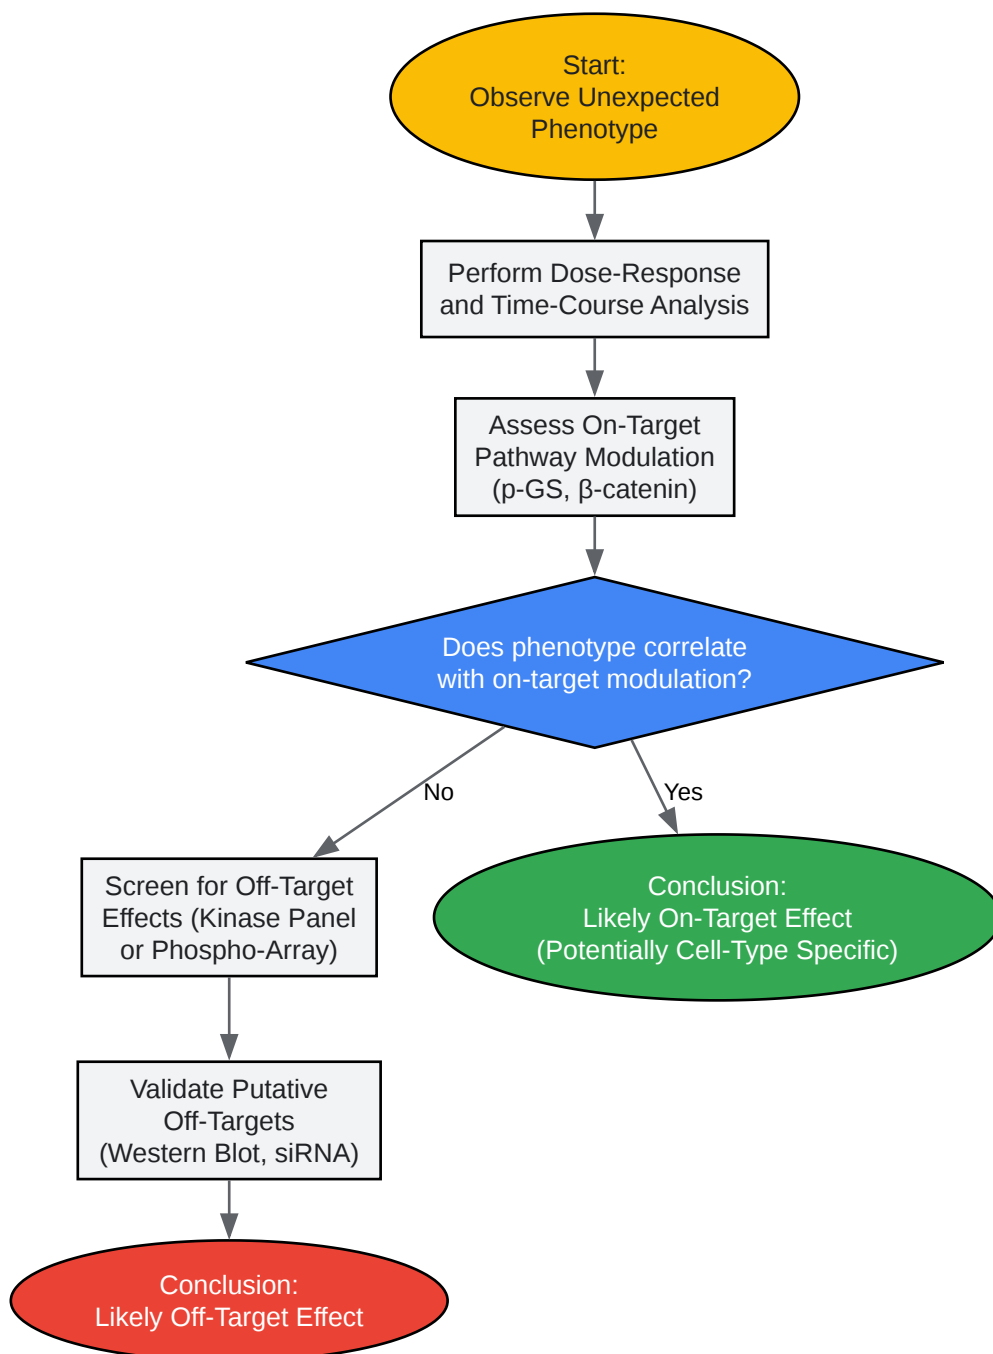 Start:
Observe Unexpected
Phenotype
Perform Dose-Response
and Time-Course Analysis
Assess On-Target
Pathway Modulation
(p-GS, β-catenin)
Does phenotype correlate
with on-target modulation?
No
Yes
Screen for Off-Target
Effects (Kinase Panel
or Phospho-Array)
Conclusion:
Likely On-Target Effect
(Potentially Cell-Type Specific)
Validate Putative
Off-Targets
(Western Blot, siRNA)
Conclusion:
Likely Off-Target Effect